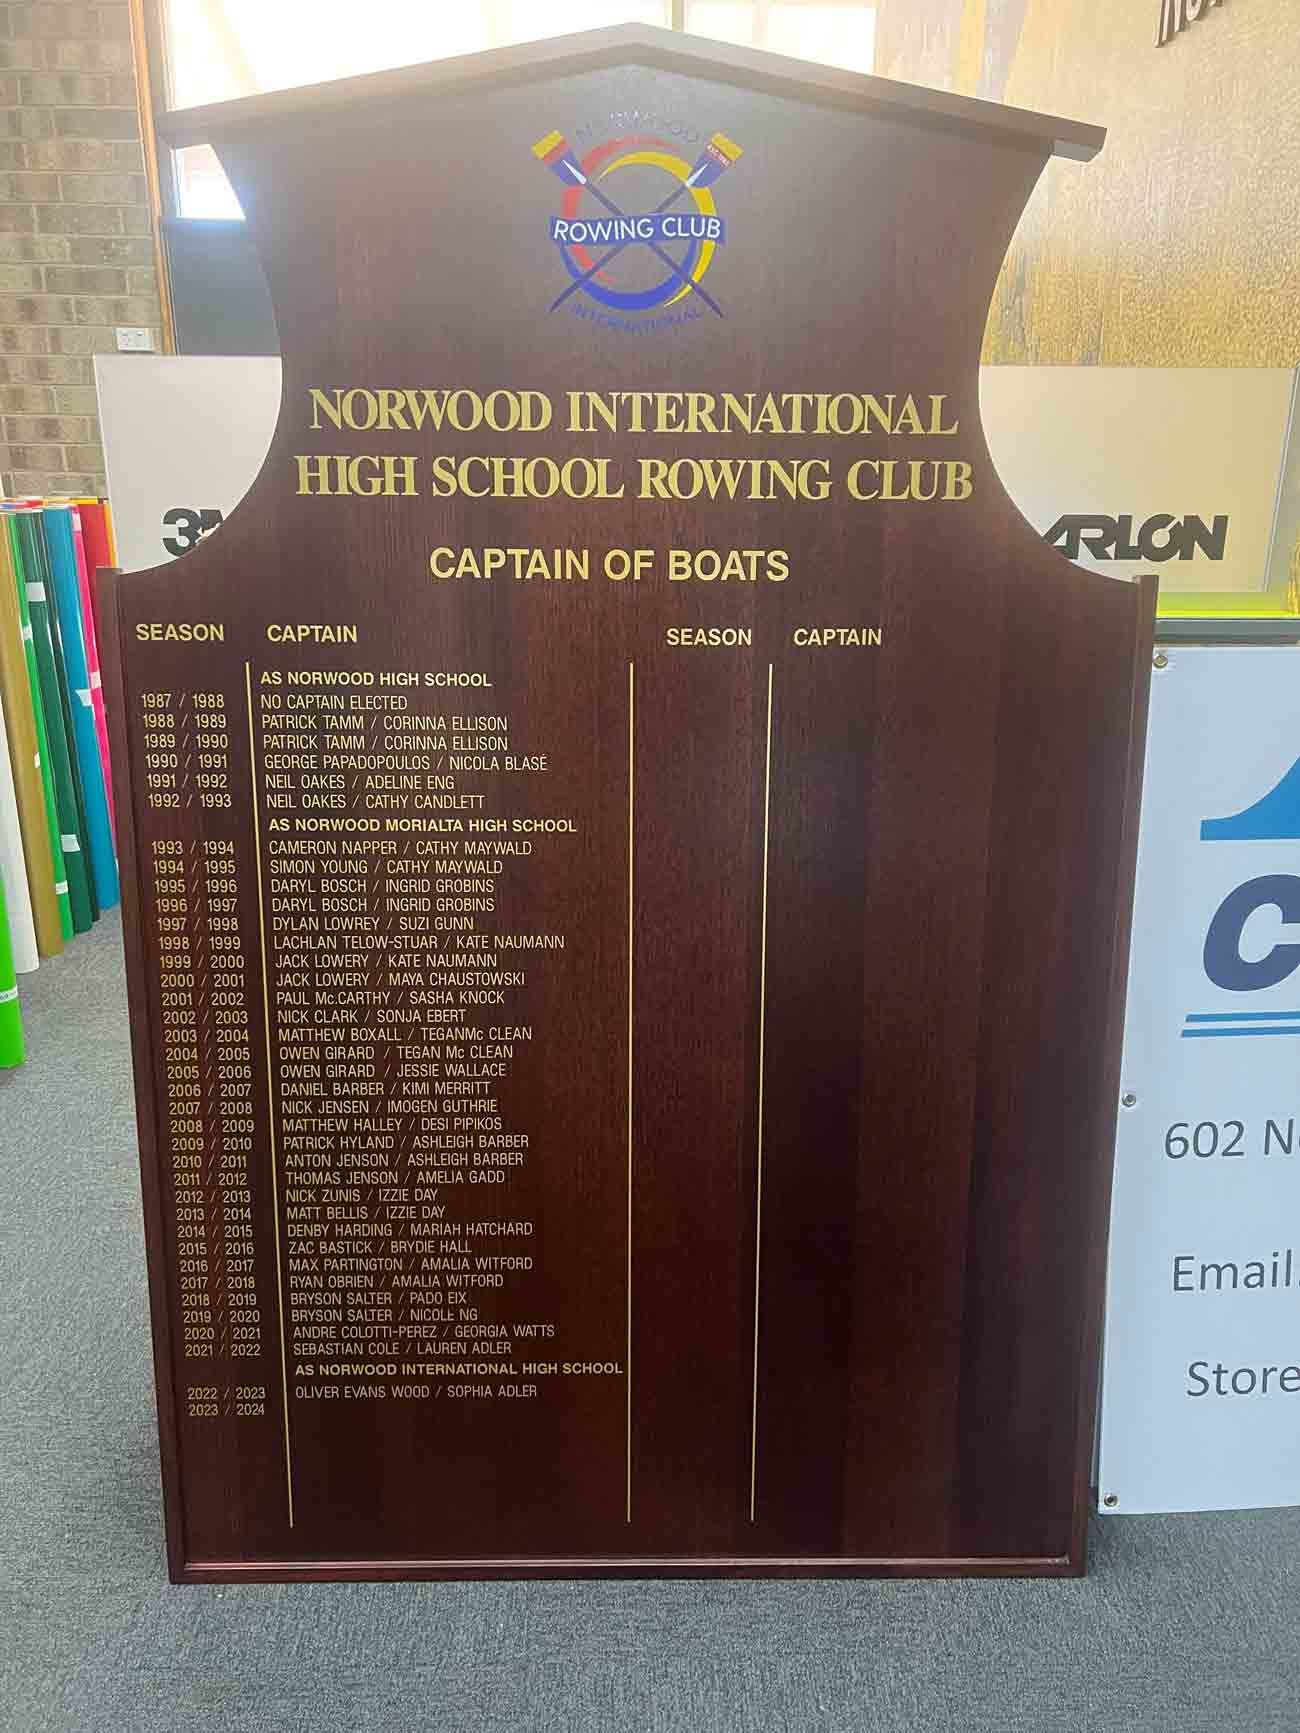 NORWOOD
EST. 1987
ROWING CLUB
INTERNATIONAL
NORWOOD INTERNATIONAL
HIGH SCHOOL ROWING CLUB
CAPTAIN OF BOATS
SEASON CAPTAIN SEASON CAPTAIN
AS NORWOOD HIGH SCHOOL
1987 / 1988 NO CAPTAIN ELECTED
1988 / 1989 PATRICK TAMM / CORINNA ELLISON
1989 / 1990 PATRICK TAMM / CORINNA ELLISON
1990 / 1991 GEORGE PAPADOPOULOS / NICOLA BLASÉ
1991 / 1992 NEIL OAKES / ADELINE ENG
1992 / 1993 NEIL OAKES / CATHY CANDLETT
AS NORWOOD MORIALTA HIGH SCHOOL
1993 / 1994 CAMERON NAPPER / CATHY MAYWALD
1994 / 1995 SIMON YOUNG / CATHY MAYWALD
1995 / 1996 DARYL BOSCH / INGRID GROBINS
1996 / 1997 DARYL BOSCH / INGRID GROBINS
1997 / 1998 DYLAN LOWREY / SUZI GUNN
1998 / 1999 LACHLAN TELOW-STUAR / KATE NAUMANN
1999 / 2000 JACK LOWERY / KATE NAUMANN
2000 / 2001 JACK LOWERY / MAYA CHAUSTOWSKI
2001 / 2002 PAUL Mc.CARTHY / SASHA KNOCK
2002 / 2003 NICK CLARK / SONJA EBERT
2003 / 2004 MATTHEW BOXALL / TEGANMc CLEAN
2004 / 2005 OWEN GIRARD / TEGAN Mc CLEAN
2005 / 2006 OWEN GIRARD / JESSIE WALLACE
2006 / 2007 DANIEL BARBER / KIMI MERRITT
2007 / 2008 NICK JENSEN / IMOGEN GUTHRIE
2008 / 2009 MATTHEW HALLEY / DESI PIPIKOS
2009 / 2010 PATRICK HYLAND / ASHLEIGH BARBER
2010 / 2011 ANTON JENSON / ASHLEIGH BARBER
2011 / 2012 THOMAS JENSON / AMELIA GADD
2012 / 2013 NICK ZUNIS / IZZIE DAY
2013 / 2014 MATT BELLIS / IZZIE DAY
2014 / 2015 DENBY HARDING / MARIAH HATCHARD
2015 / 2016 ZAC BASTICK / BRYDIE HALL
2016 / 2017 MAX PARTINGTON / AMALIA WITFORD
2017 / 2018 RYAN OBRIEN / AMALIA WITFORD
2018 / 2019 BRYSON SALTER / PADO EIX
2019 / 2020 BRYSON SALTER / NICOLE NG
2020 / 2021 ANDRE COLOTTI-PEREZ / GEORGIA WATTS
2021 / 2022 SEBASTIAN COLE / LAUREN ADLER
AS NORWOOD INTERNATIONAL HIGH SCHOOL
2022 / 2023 OLIVER EVANS WOOD / SOPHIA ADLER
2023 / 2024
3M
ARLON
602
Email
Store